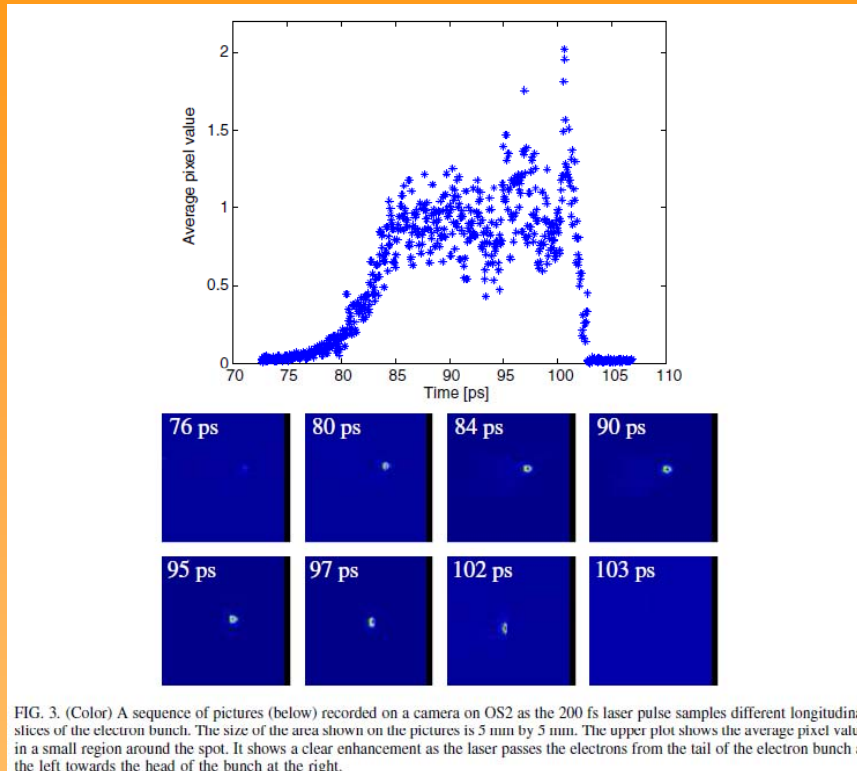 2
1.5
1
0.5
0
Average pixel value
70 75 80 85 90 95 100 105 110
Time [ps]
76 ps 80 ps 84 ps 90 ps
95 ps 97 ps 102 ps 103 ps
FIG. 3. (Color) A sequence of pictures (below) recorded on a camera on OS2 as the 200 fs laser pulse samples different longitudina
slices of the electron bunch. The size of the area shown on the pictures is 5 mm by 5 mm. The upper plot shows the average pixel valu
in a small region around the spot. It shows a clear enhancement as the laser passes the electrons from the tail of the electron bunch a
the left towards the head of the bunch at the right.